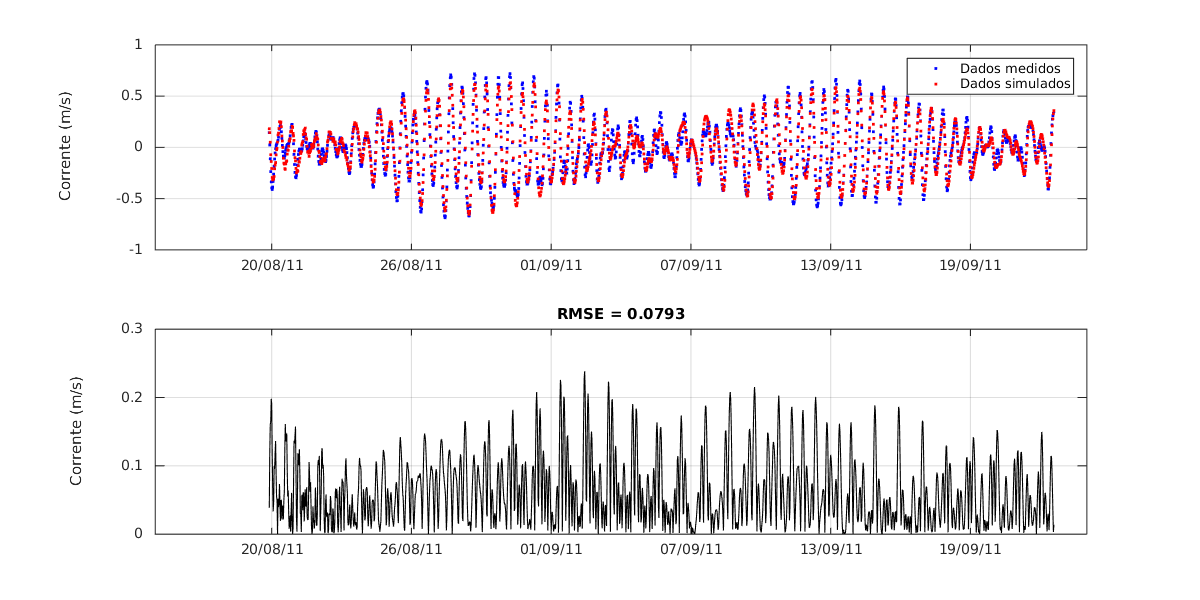 Corrente (m/s)
1
0.5
0
-0.5
-1
Dados medidos
Dados simulados
20/08/11 26/08/11 01/09/11 07/09/11 13/09/11 19/09/11
RMSE = 0.0793
Corrente (m/s)
0.3
0.2
0.1
0
20/08/11 26/08/11 01/09/11 07/09/11 13/09/11 19/09/11